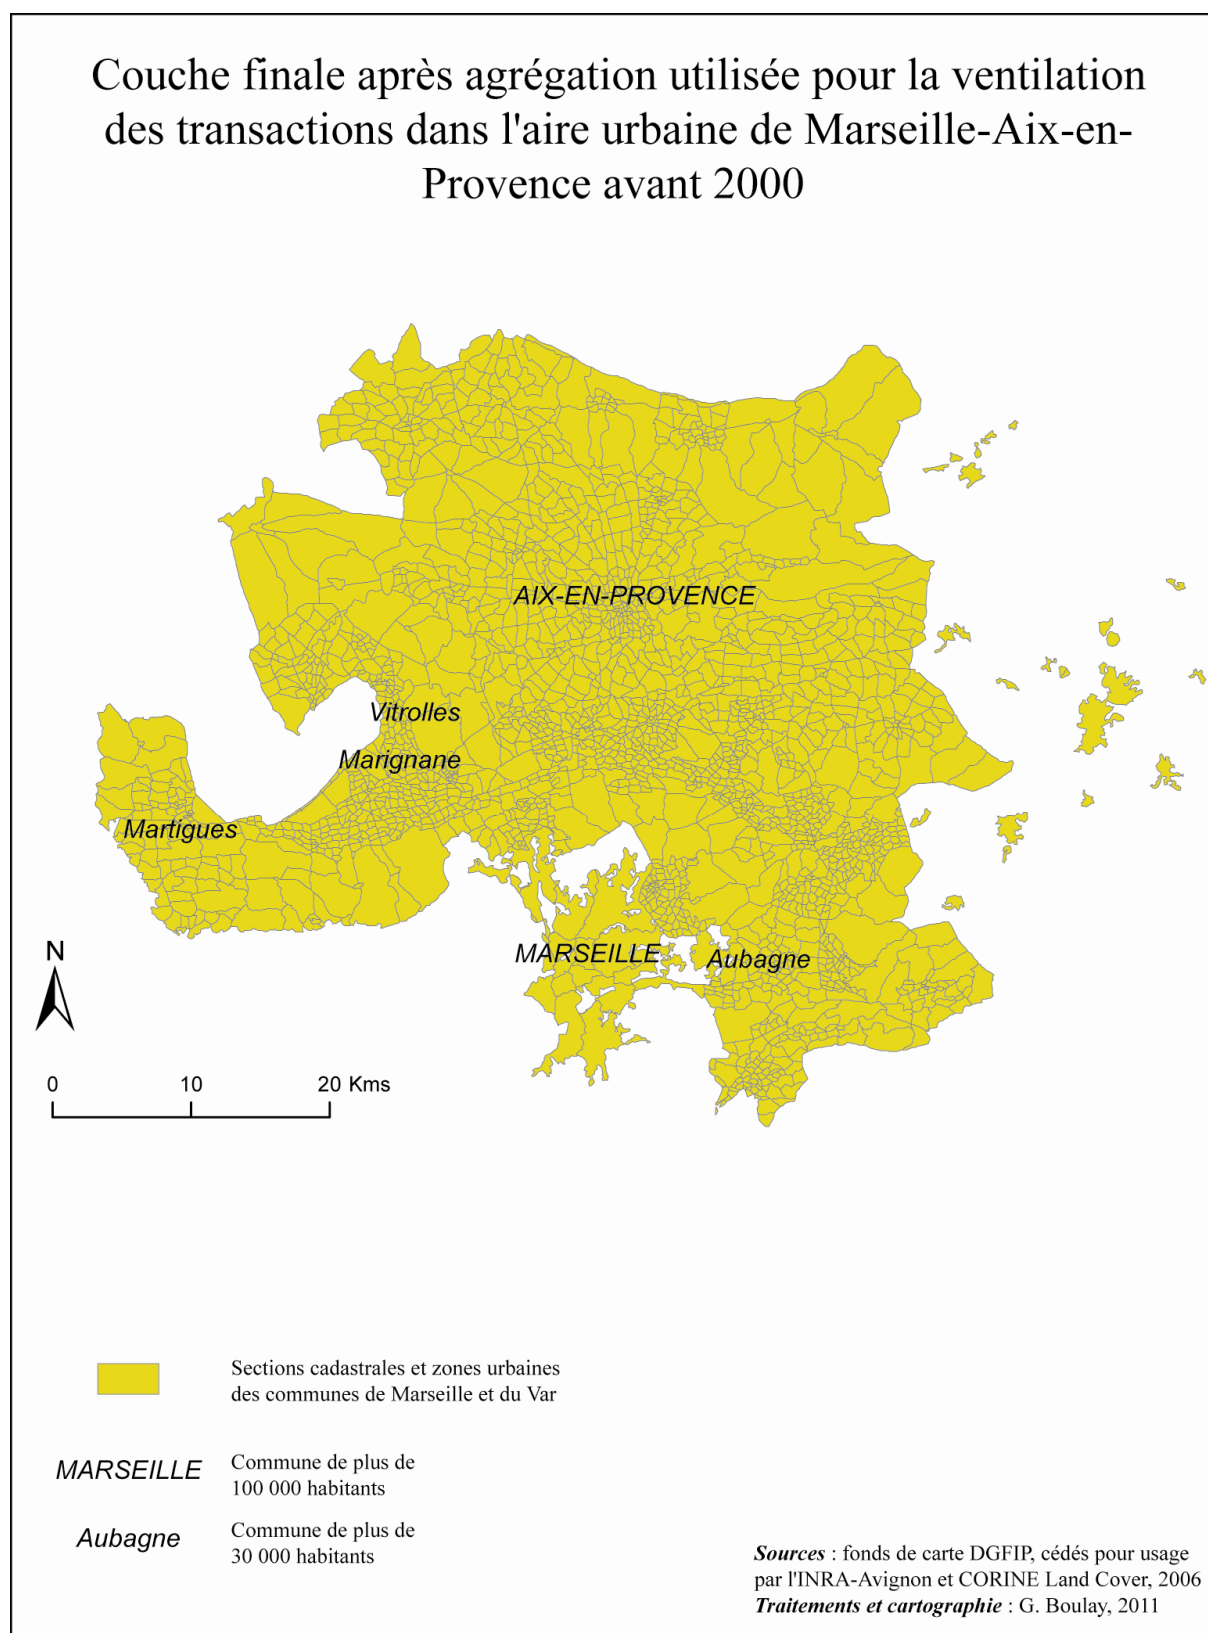 Couche finale après agrégation utilisée pour la ventilation
des transactions dans l'aire urbaine de Marseille-Aix-en-
Provence avant 2000
AIX-EN-PROVENCE
Vitrolles
Marignane
Martigues
MARSEILLE
Aubagne
N
0 10 20 Kms
Sections cadastrales et zones urbaines
des communes de Marseille et du Var
MARSEILLE
Commune de plus de
100 000 habitants
Aubagne
Commune de plus de
30 000 habitants
Sources : fonds de carte DGFIP, cédés pour usage
par l'INRA-Avignon et CORINE Land Cover, 2006
Traitements et cartographie : G. Boulay, 2011